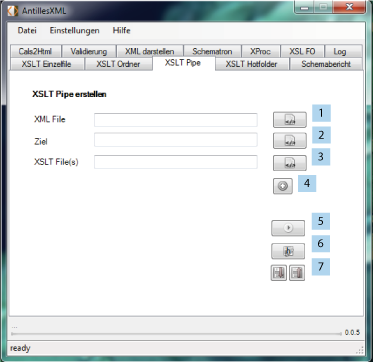 AntillesXML
Datei Einstellungen Hilfe
Cals2Html Validierung XML darstellen Schematron XProc XSL FO Log
XSLT Einzelfile XSLT Ordner XSLT Pipe XSLT Hotfolder Schemabericht
XSLT Pipe erstellen
XML File 1
Ziel 2
XSLT File(s) 3
4
5
6
7
...
0:0.5
ready